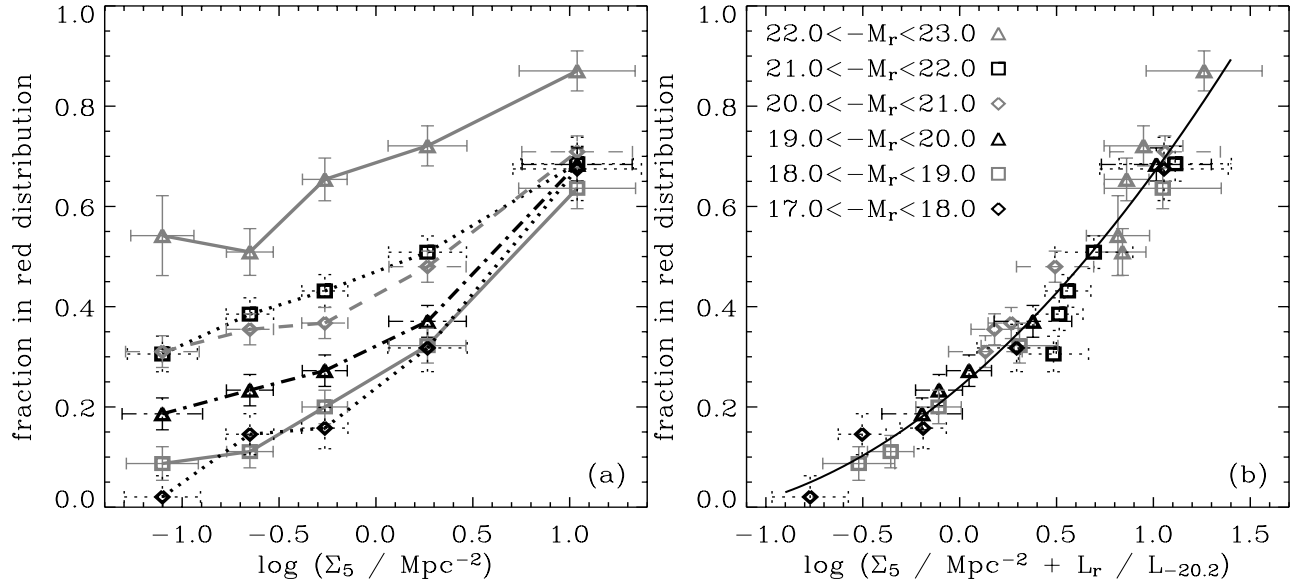 fraction in red distribution
1.0
0.8
0.6
0.4
0.2
0.0
(a)
−1.0 −0.5 0.0 0.5 1.0
log (Σ₅ / Mpc⁻²)
fraction in red distribution
1.0
0.8
0.6
0.4
0.2
0.0
22.0<−Mᵣ<23.0
21.0<−Mᵣ<22.0
20.0<−Mᵣ<21.0
19.0<−Mᵣ<20.0
18.0<−Mᵣ<19.0
17.0<−Mᵣ<18.0
(b)
−1.0 −0.5 0.0 0.5 1.0 1.5
log (Σ₅ / Mpc⁻² + Lᵣ / L₋₂₀.₂)